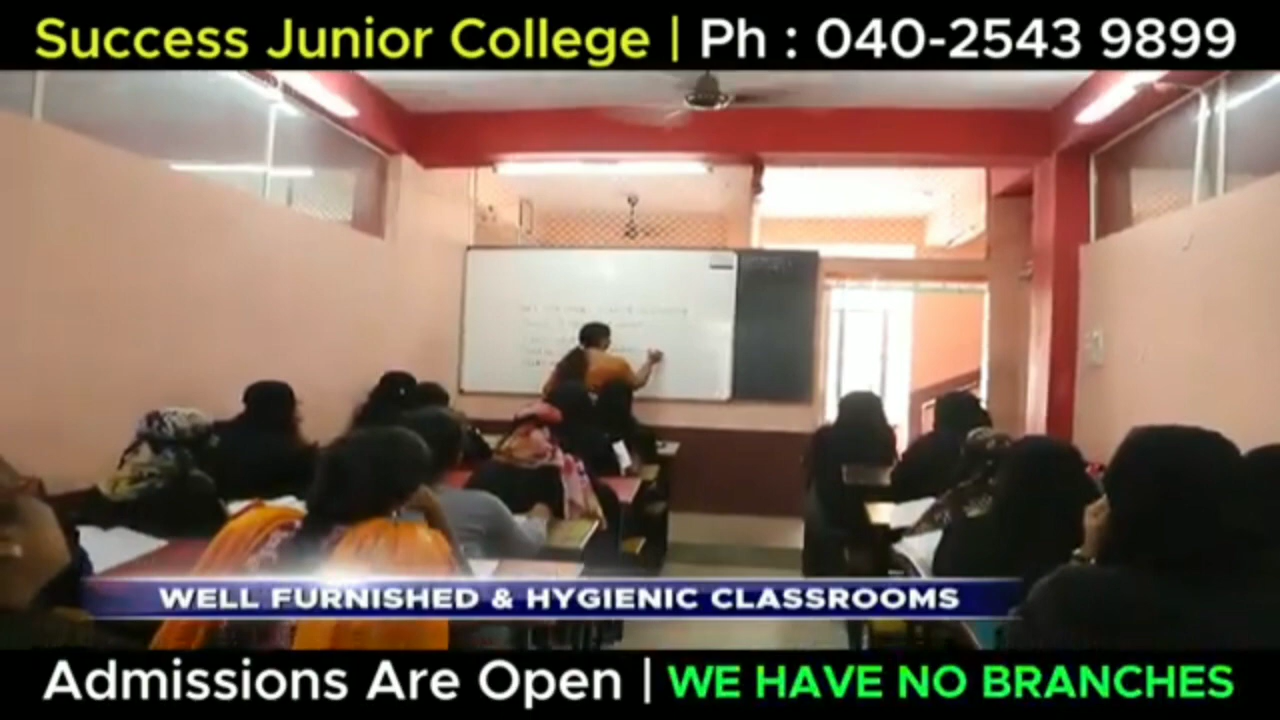 Success Junior College | Ph : 040-2543 9899
WELL FURNISHED & HYGIENIC CLASSROOMS
Admissions Are Open | WE HAVE NO BRANCHES